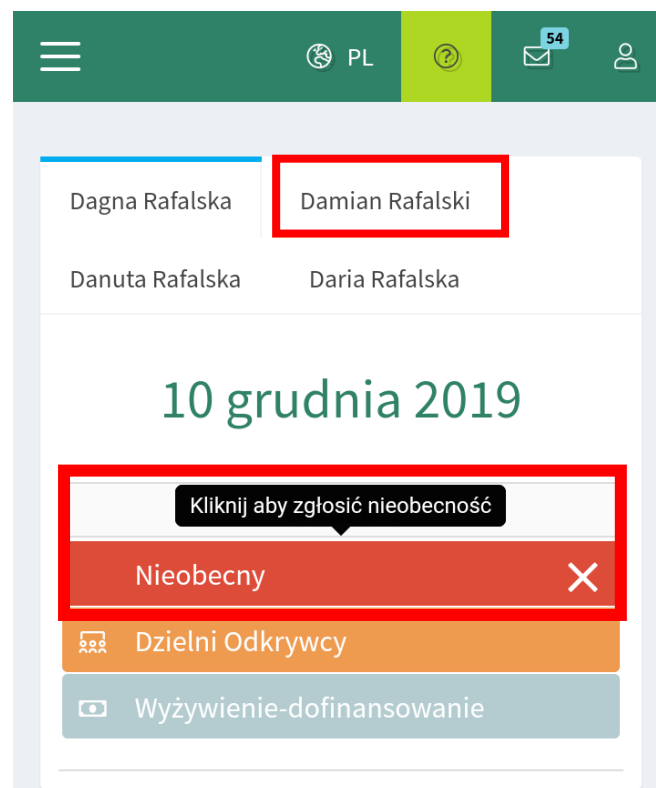 PL
54
Dagna Rafalska
Damian Rafalski
Danuta Rafalska
Daria Rafalska
10 grudnia 2019
Kliknij aby zgłosić nieobecność
Nieobecny
Dzielni Odkrywcy
Wyżywienie-dofinansowanie